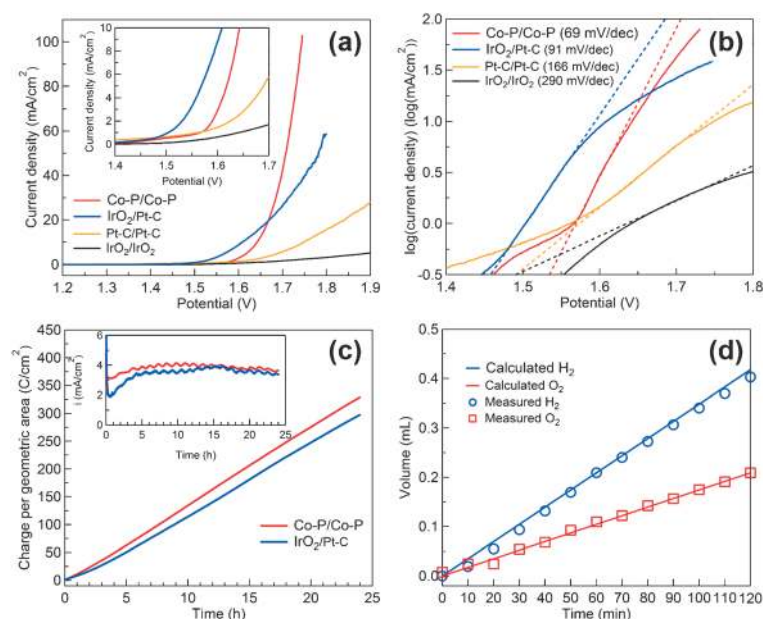 (a)
Current density (mA/cm²)
100
80
60
40
20
0
1.2 1.3 1.4 1.5 1.6 1.7 1.8 1.9
Potential (V)
Current density (mA/cm²)
10
8
6
4
2
0
1.4 1.5 1.6 1.7
Potential (V)
Co-P/Co-P
IrO₂/Pt-C
Pt-C/Pt-C
IrO₂/IrO₂
(b)
log(current density) (log(mA/cm²))
2.0
1.5
1.0
0.5
0.0
-0.5
1.4 1.5 1.6 1.7 1.8
Potential (V)
Co-P/Co-P (69 mV/dec)
IrO₂/Pt-C (91 mV/dec)
Pt-C/Pt-C (166 mV/dec)
IrO₂/IrO₂ (290 mV/dec)
(c)
Charge per geometric area (C/cm²)
450
400
350
300
250
200
150
100
50
0
0 5 10 15 20 25
Time (h)
i (mA/cm²)
6
4
2
0
0 5 10 15 20 25
Time (h)
Co-P/Co-P
IrO₂/Pt-C
(d)
Volume (mL)
0.5
0.4
0.3
0.2
0.1
0.0
0 10 20 30 40 50 60 70 80 90 100 110 120
Time (min)
Calculated H₂
Calculated O₂
Measured H₂
Measured O₂